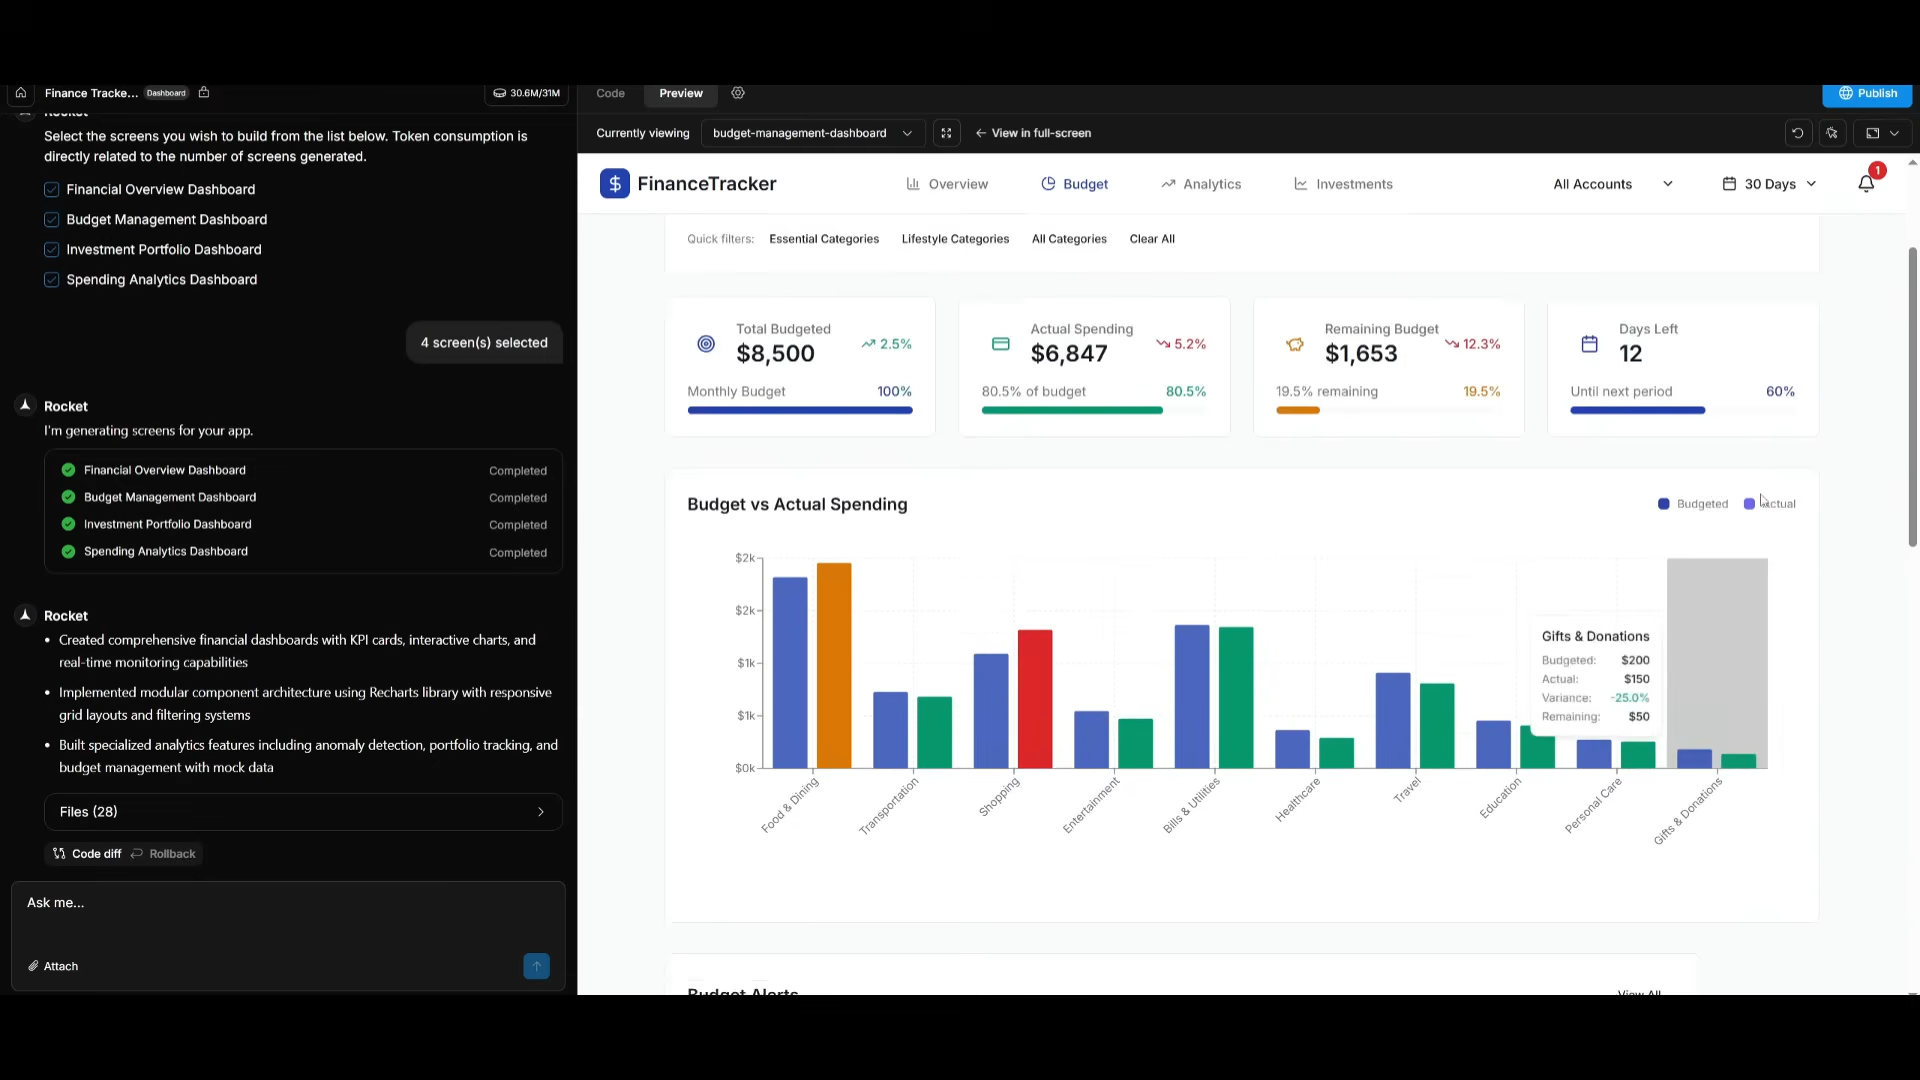 Finance Tracke... Dashboard 30.6M/31M
Rocket
Select the screens you wish to build from the list below. Token consumption is
directly related to the number of screens generated.
Financial Overview Dashboard
Budget Management Dashboard
Investment Portfolio Dashboard
Spending Analytics Dashboard
4 screen(s) selected
Rocket
I'm generating screens for your app.
Financial Overview Dashboard Completed
Budget Management Dashboard Completed
Investment Portfolio Dashboard Completed
Spending Analytics Dashboard Completed
Rocket
• Created comprehensive financial dashboards with KPI cards, interactive charts, and
real-time monitoring capabilities
• Implemented modular component architecture using Recharts library with responsive
grid layouts and filtering systems
• Built specialized analytics features including anomaly detection, portfolio tracking, and
budget management with mock data
Files (28)
Code diff Rollback
Ask me...
Attach
Code Preview Publish
Currently viewing budget-management-dashboard View in full-screen
$ FinanceTracker Overview Budget Analytics Investments All Accounts 30 Days 1
Quick filters: Essential Categories Lifestyle Categories All Categories Clear All
Total Budgeted
$8,500 2.5%
Monthly Budget 100%
Actual Spending
$6,847 5.2%
80.5% of budget 80.5%
Remaining Budget
$1,653 12.3%
19.5% remaining 19.5%
Days Left
12
Until next period 60%
Budget vs Actual Spending Budgeted Actual
$2k
$2k
$1k
$1k
$0k
Gifts & Donations
Budgeted: $200
Actual: $150
Variance: -25.0%
Remaining: $50
Food & Dining
Transportation
Shopping
Entertainment
Bills & Utilities
Healthcare
Travel
Education
Personal Care
Gifts & Donations
Budget Alerts View All